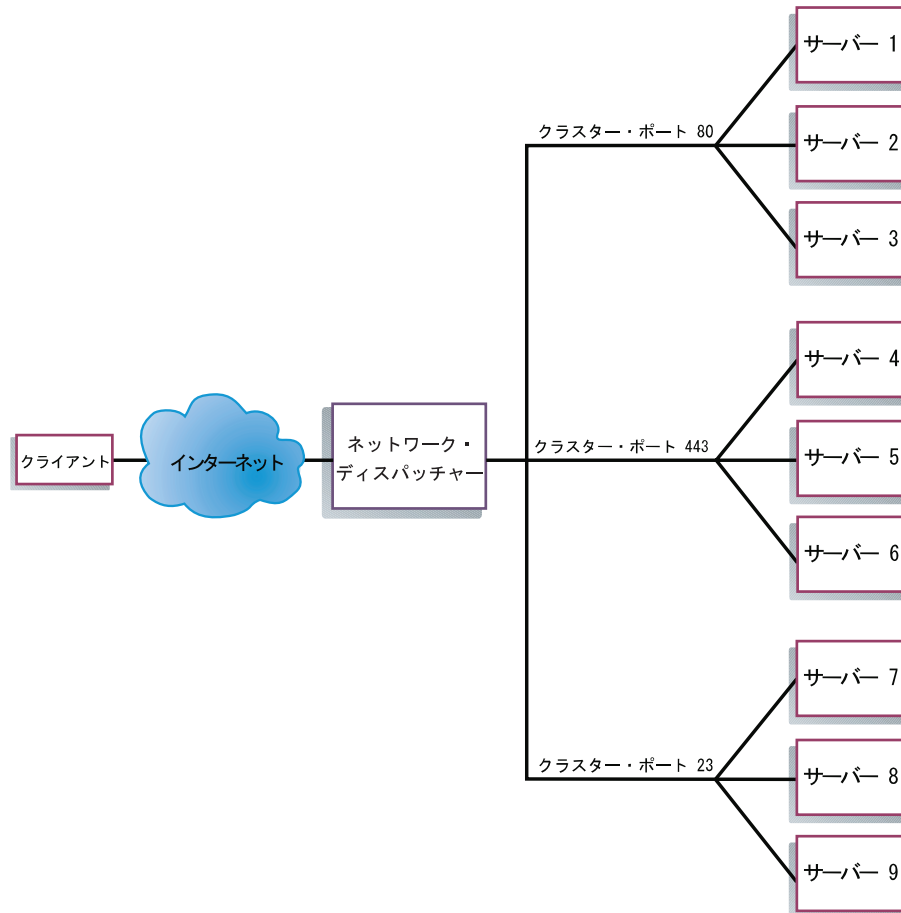 クライアント
インターネット
ネットワーク・
ディスパッチャー
クラスター・ポート 80
サーバー 1
サーバー 2
サーバー 3
クラスター・ポート 443
サーバー 4
サーバー 5
サーバー 6
クラスター・ポート 23
サーバー 7
サーバー 8
サーバー 9